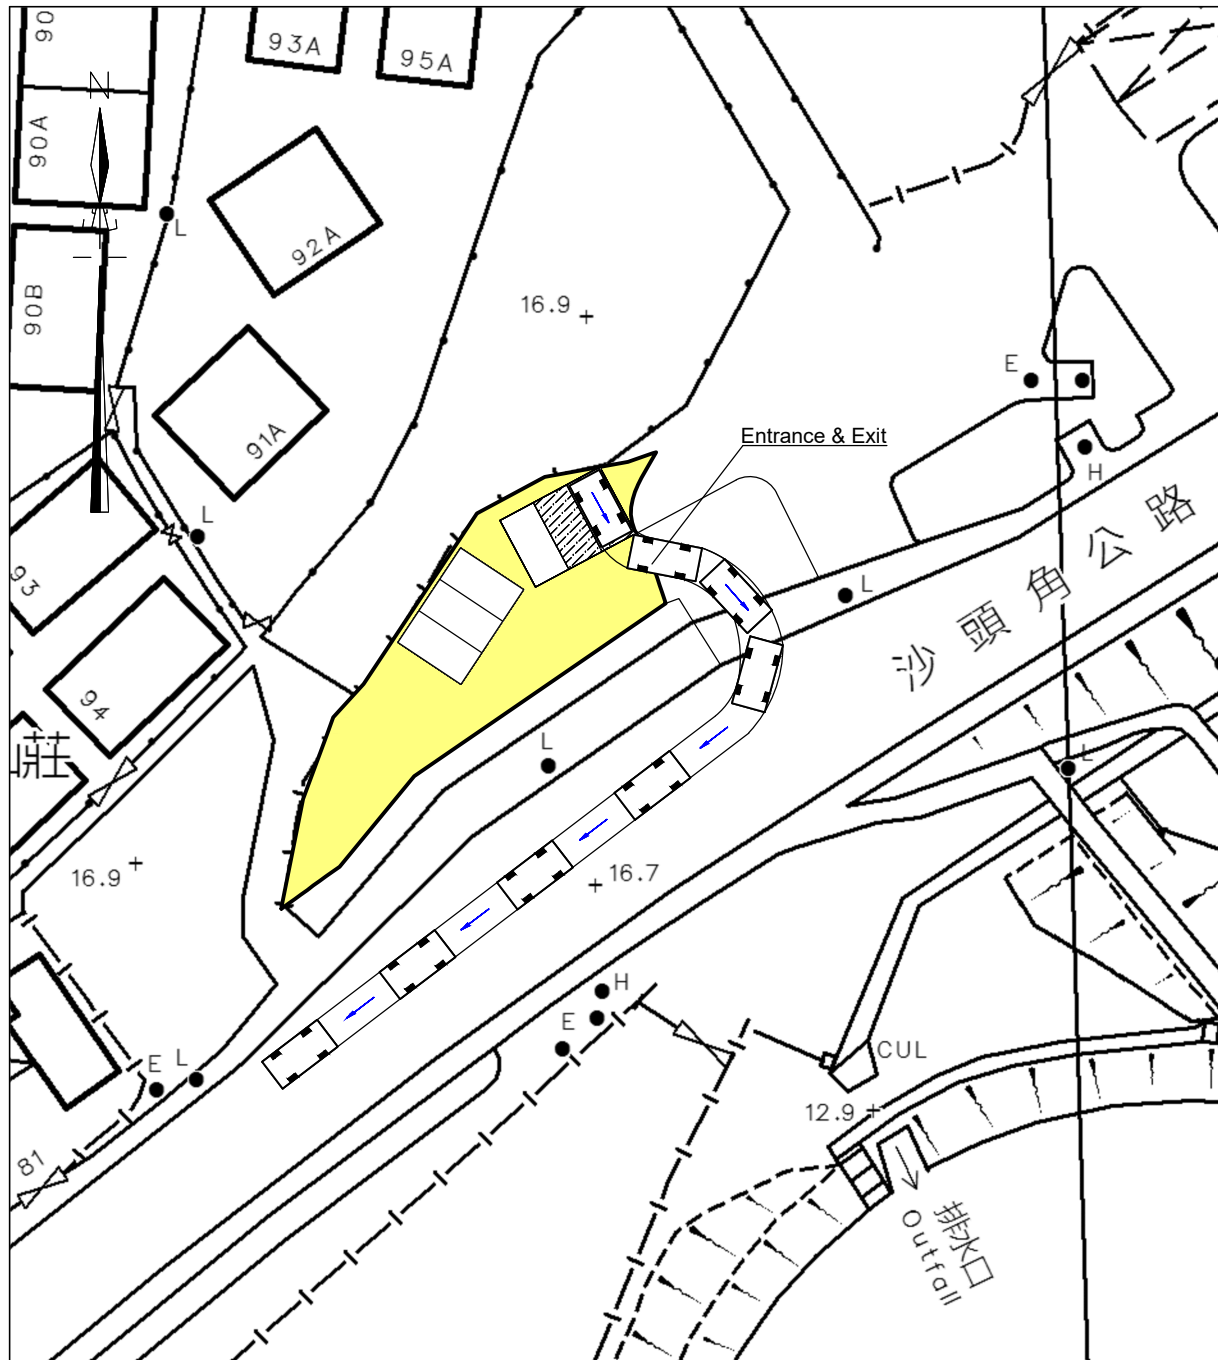 90
93A
95A
N
90A
L
92A
90B
16.9
E
91A
Entrance & Exit
H
沙頭角公路
L
93
L
94
L
L
莊
16.9
16.7
H
E
CUL
E
L
12.9
81
排水口
Outfall